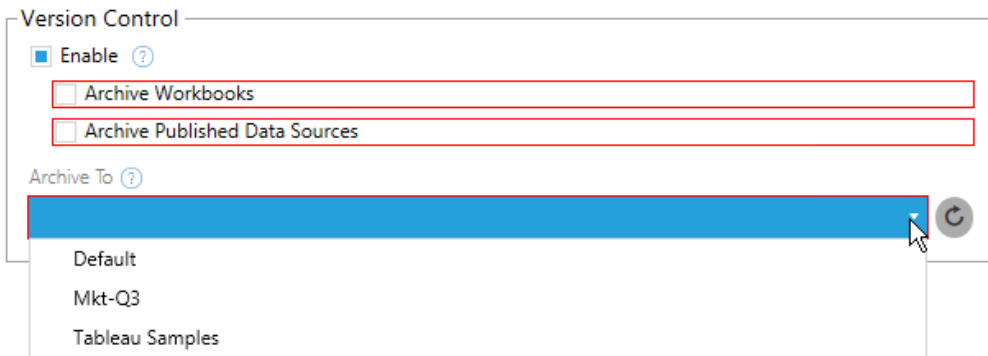 Version Control
Enable ?
Archive Workbooks
Archive Published Data Sources
Archive To ?
Default
Mkt-Q3
Tableau Samples